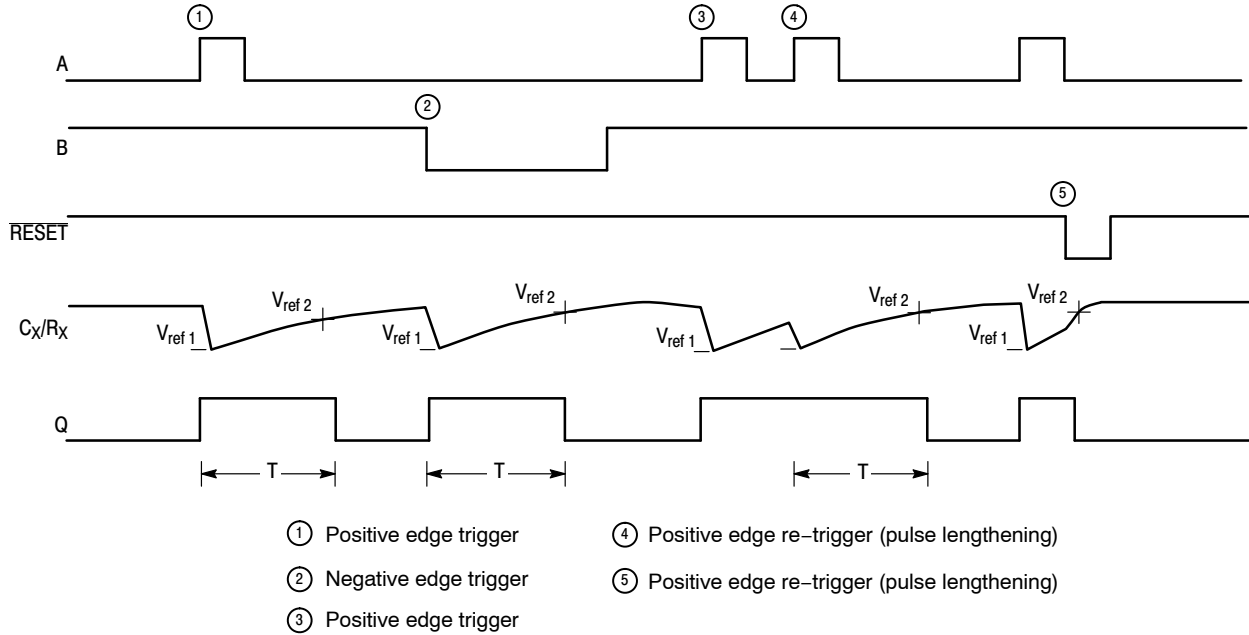 ① ③ ④
A
②
B
⑤
R̅E̅S̅E̅T̅
Vref 2 Vref 2 Vref 2 Vref 2
CX/RX Vref 1 Vref 1 Vref 1 Vref 1
Q
T T T
① Positive edge trigger ④ Positive edge re−trigger (pulse lengthening)
② Negative edge trigger ⑤ Positive edge re−trigger (pulse lengthening)
③ Positive edge trigger